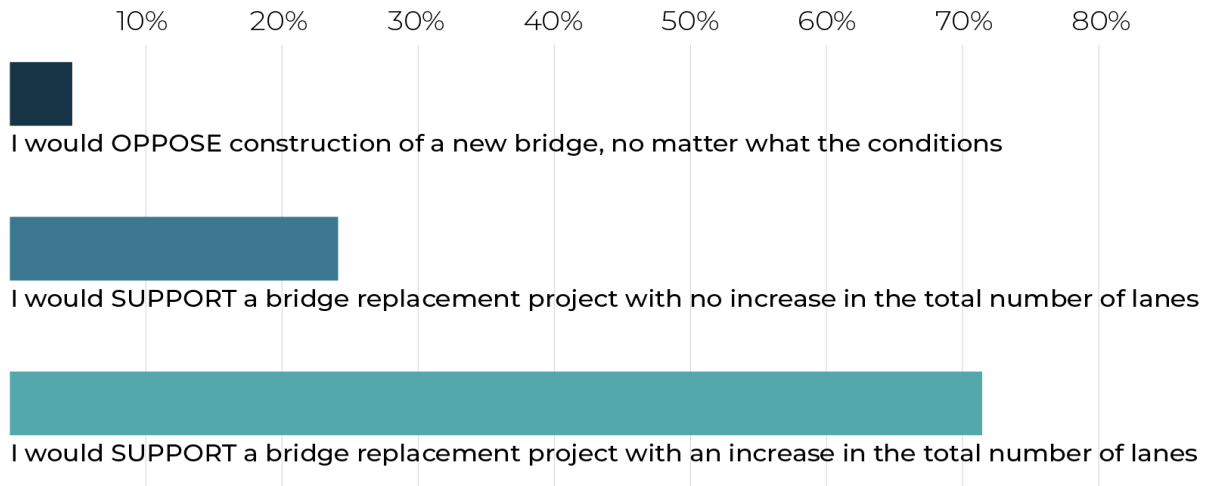 10% 20% 30% 40% 50% 60% 70% 80%
I would OPPOSE construction of a new bridge, no matter what the conditions
I would SUPPORT a bridge replacement project with no increase in the total number of lanes
I would SUPPORT a bridge replacement project with an increase in the total number of lanes